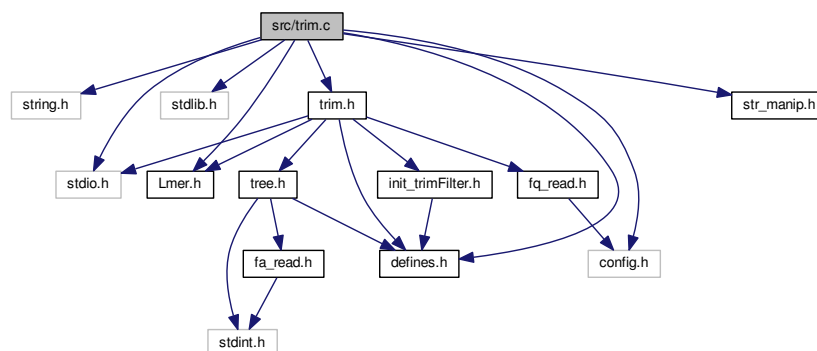 src/trim.c
string.h
stdlib.h
trim.h
str_manip.h
stdio.h
Lmer.h
tree.h
init_trimFilter.h
fq_read.h
fa_read.h
defines.h
config.h
stdint.h